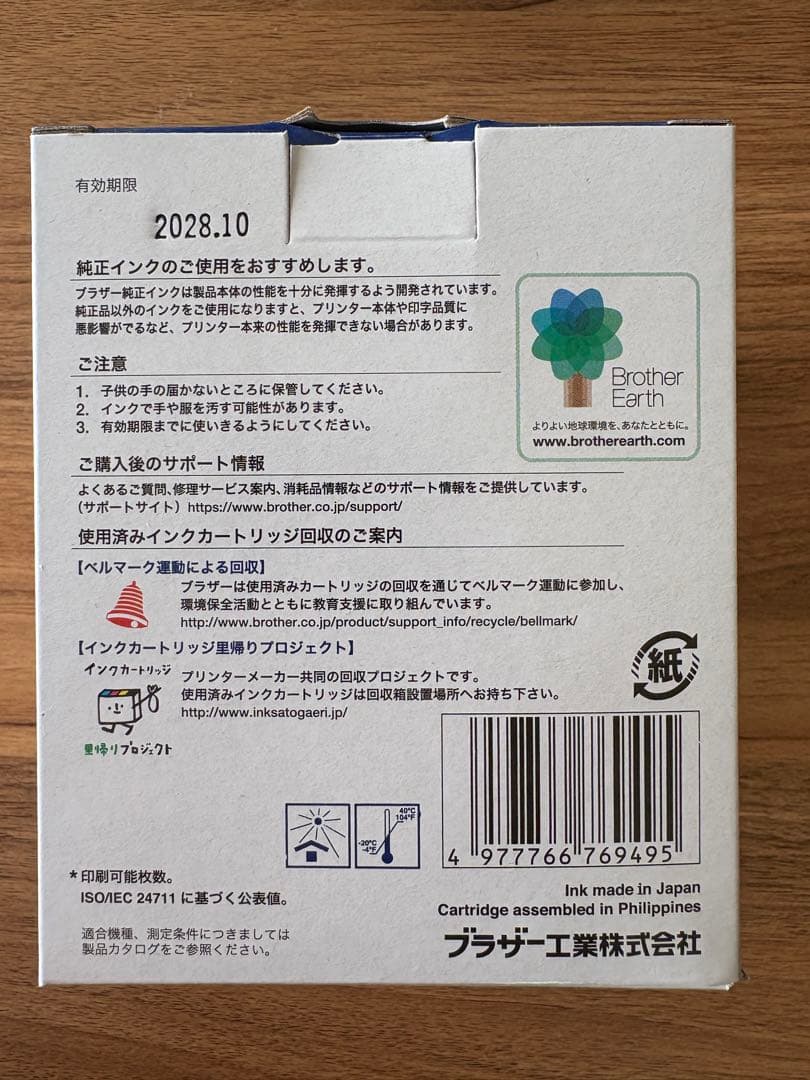 有効期限
2028.10
純正インクのご使用をおすすめします。
ブラザー純正インクは製品本体の性能を十分に発揮するよう開発されています。
純正品以外のインクをご使用になりますと、プリンター本体や印字品質に
悪影響がでるなど、プリンター本来の性能を発揮できない場合があります。
Brother
Earth
よりよい地球環境を、あなたとともに。
www.brotherearth.com
ご注意
1. 子供の手の届かないところに保管してください。
2. インクで手や服を汚す可能性があります。
3. 有効期限までに使いきるようにしてください。
ご購入後のサポート情報
よくあるご質問、修理サービス案内、消耗品情報などのサポート情報をご提供しています。
(サポートサイト) https://www.brother.co.jp/support/
使用済みインクカートリッジ回収のご案内
【ベルマーク運動による回収】
ブラザーは使用済みカートリッジの回収を通じてベルマーク運動に参加し、
環境保全活動とともに教育支援に取り組んでいます。
http://www.brother.co.jp/product/support_info/recycle/bellmark/
【インクカートリッジ里帰りプロジェクト】
インクカートリッジ
里帰りプロジェクト
プリンターメーカー共同の回収プロジェクトです。
使用済みインクカートリッジは回収箱設置場所へお持ち下さい。
http://www.inksatogaeri.jp/
紙
40°C
104°F
-20°C
-4°F
4 977766 769495
*印刷可能枚数。
ISO/IEC 24711 に基づく公表値。
適合機種、測定条件につきましては
製品カタログをご参照ください。
Ink made in Japan
Cartridge assembled in Philippines
ブラザー工業株式会社